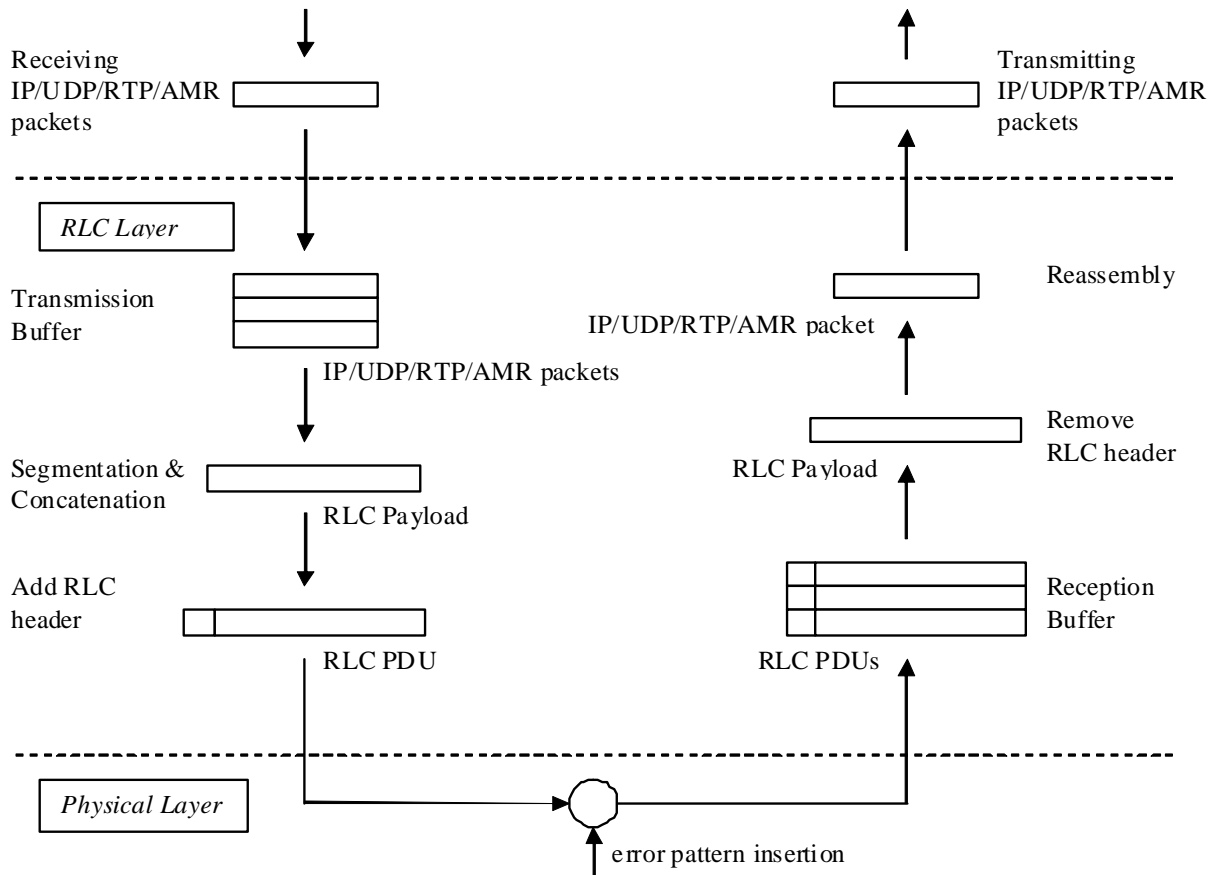 Receiving
IP/UDP/RTP/AMR
packets
Transmitting
IP/UDP/RTP/AMR
packets
RLC Layer
Transmission
Buffer
IP/UDP/RTP/AMR packets
Segmentation &
Concatenation
RLC Payload
Add RLC
header
RLC PDU
Reassembly
IP/UDP/RTP/AMR packet
Remove
RLC header
RLC Payload
Reception
Buffer
RLC PDUs
Physical Layer
error pattern insertion